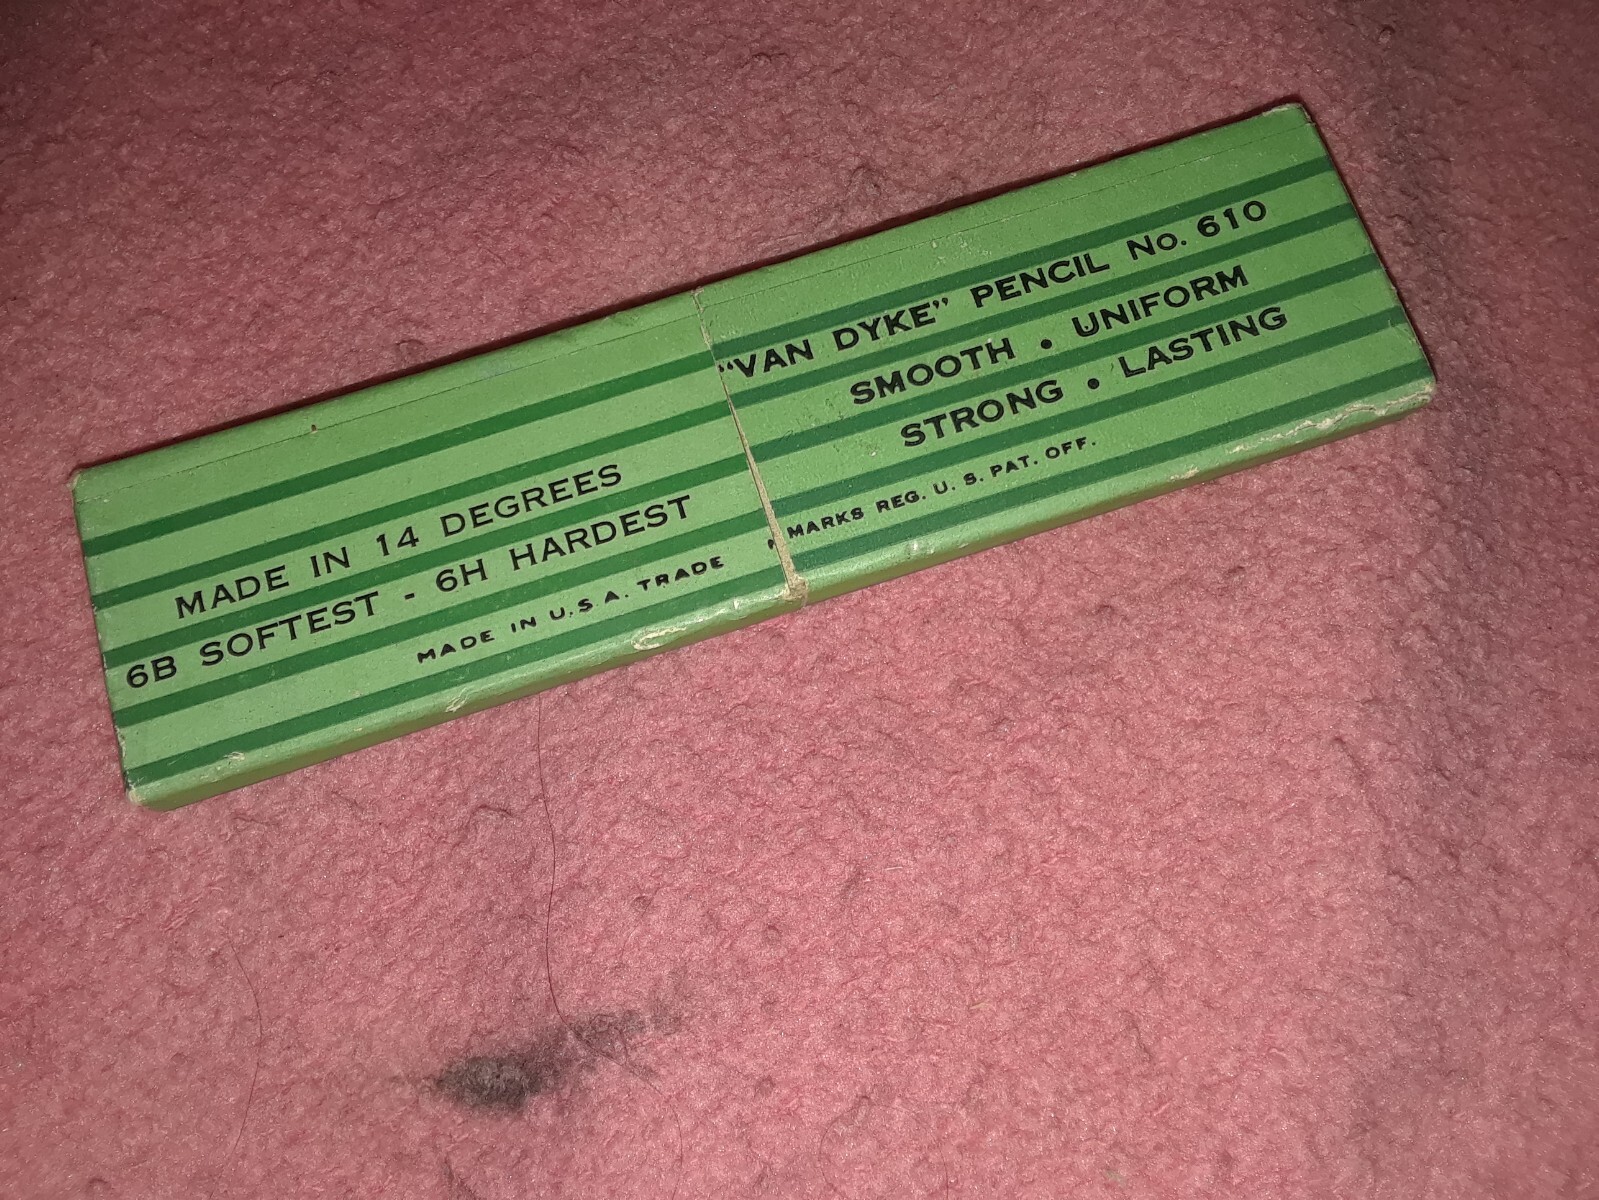 "VAN DYKE" PENCIL No. 610
SMOOTH • UNIFORM
STRONG • LASTING
MADE IN 14 DEGREES
6B SOFTEST - 6H HARDEST
MADE IN U.S.A. TRADE MARKS REG. U. S. PAT. OFF.